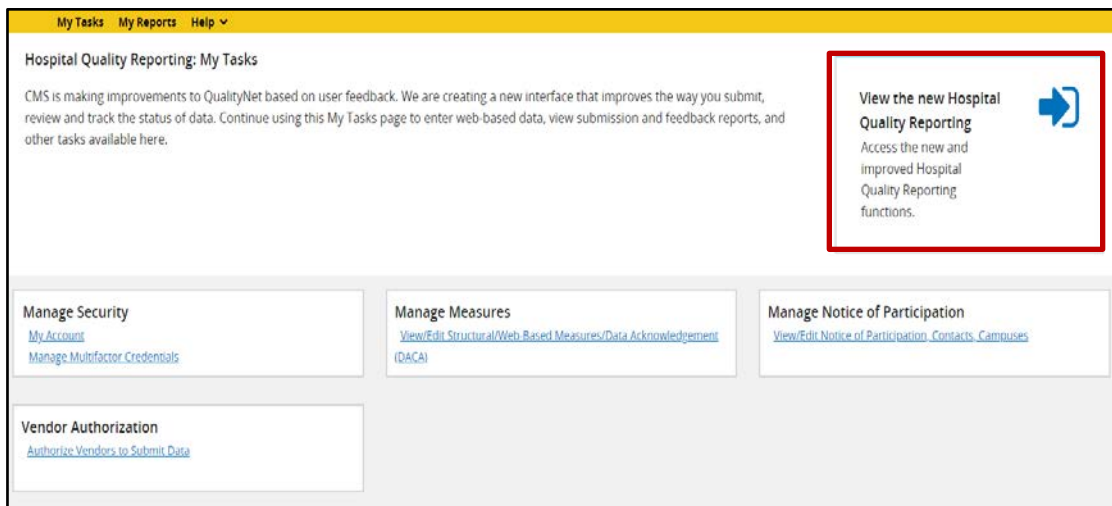 My Tasks My Reports Help
Hospital Quality Reporting: My Tasks
CMS is making improvements to QualityNet based on user feedback. We are creating a new interface that improves the way you submit,
review and track the status of data. Continue using this My Tasks page to enter web-based data, view submission and feedback reports, and
other tasks available here.
View the new Hospital
Quality Reporting
Access the new and
improved Hospital
Quality Reporting
functions.
Manage Security
My Account
Manage Multifactor Credentials
Manage Measures
View/Edit Structural/Web-Based Measures/Data Acknowledgement
(DACA)
Manage Notice of Participation
View/Edit Notice of Participation, Contacts, Campuses
Vendor Authorization
Authorize Vendors to Submit Data